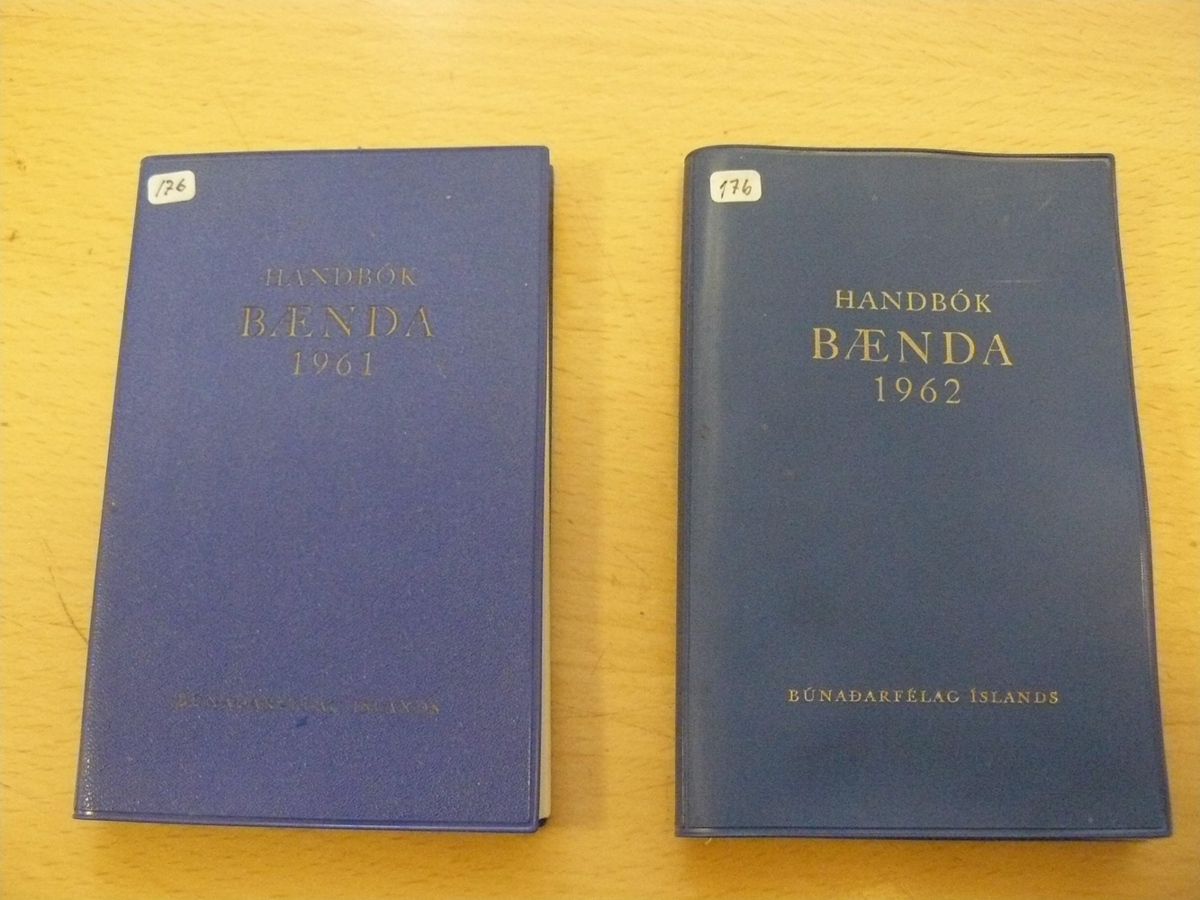 176
HANDBÓK
BÆNDA
1961
BÚNAÐARFÉLAG ÍSLANDS
176
HANDBÓK
BÆNDA
1962
BÚNAÐARFÉLAG ÍSLANDS